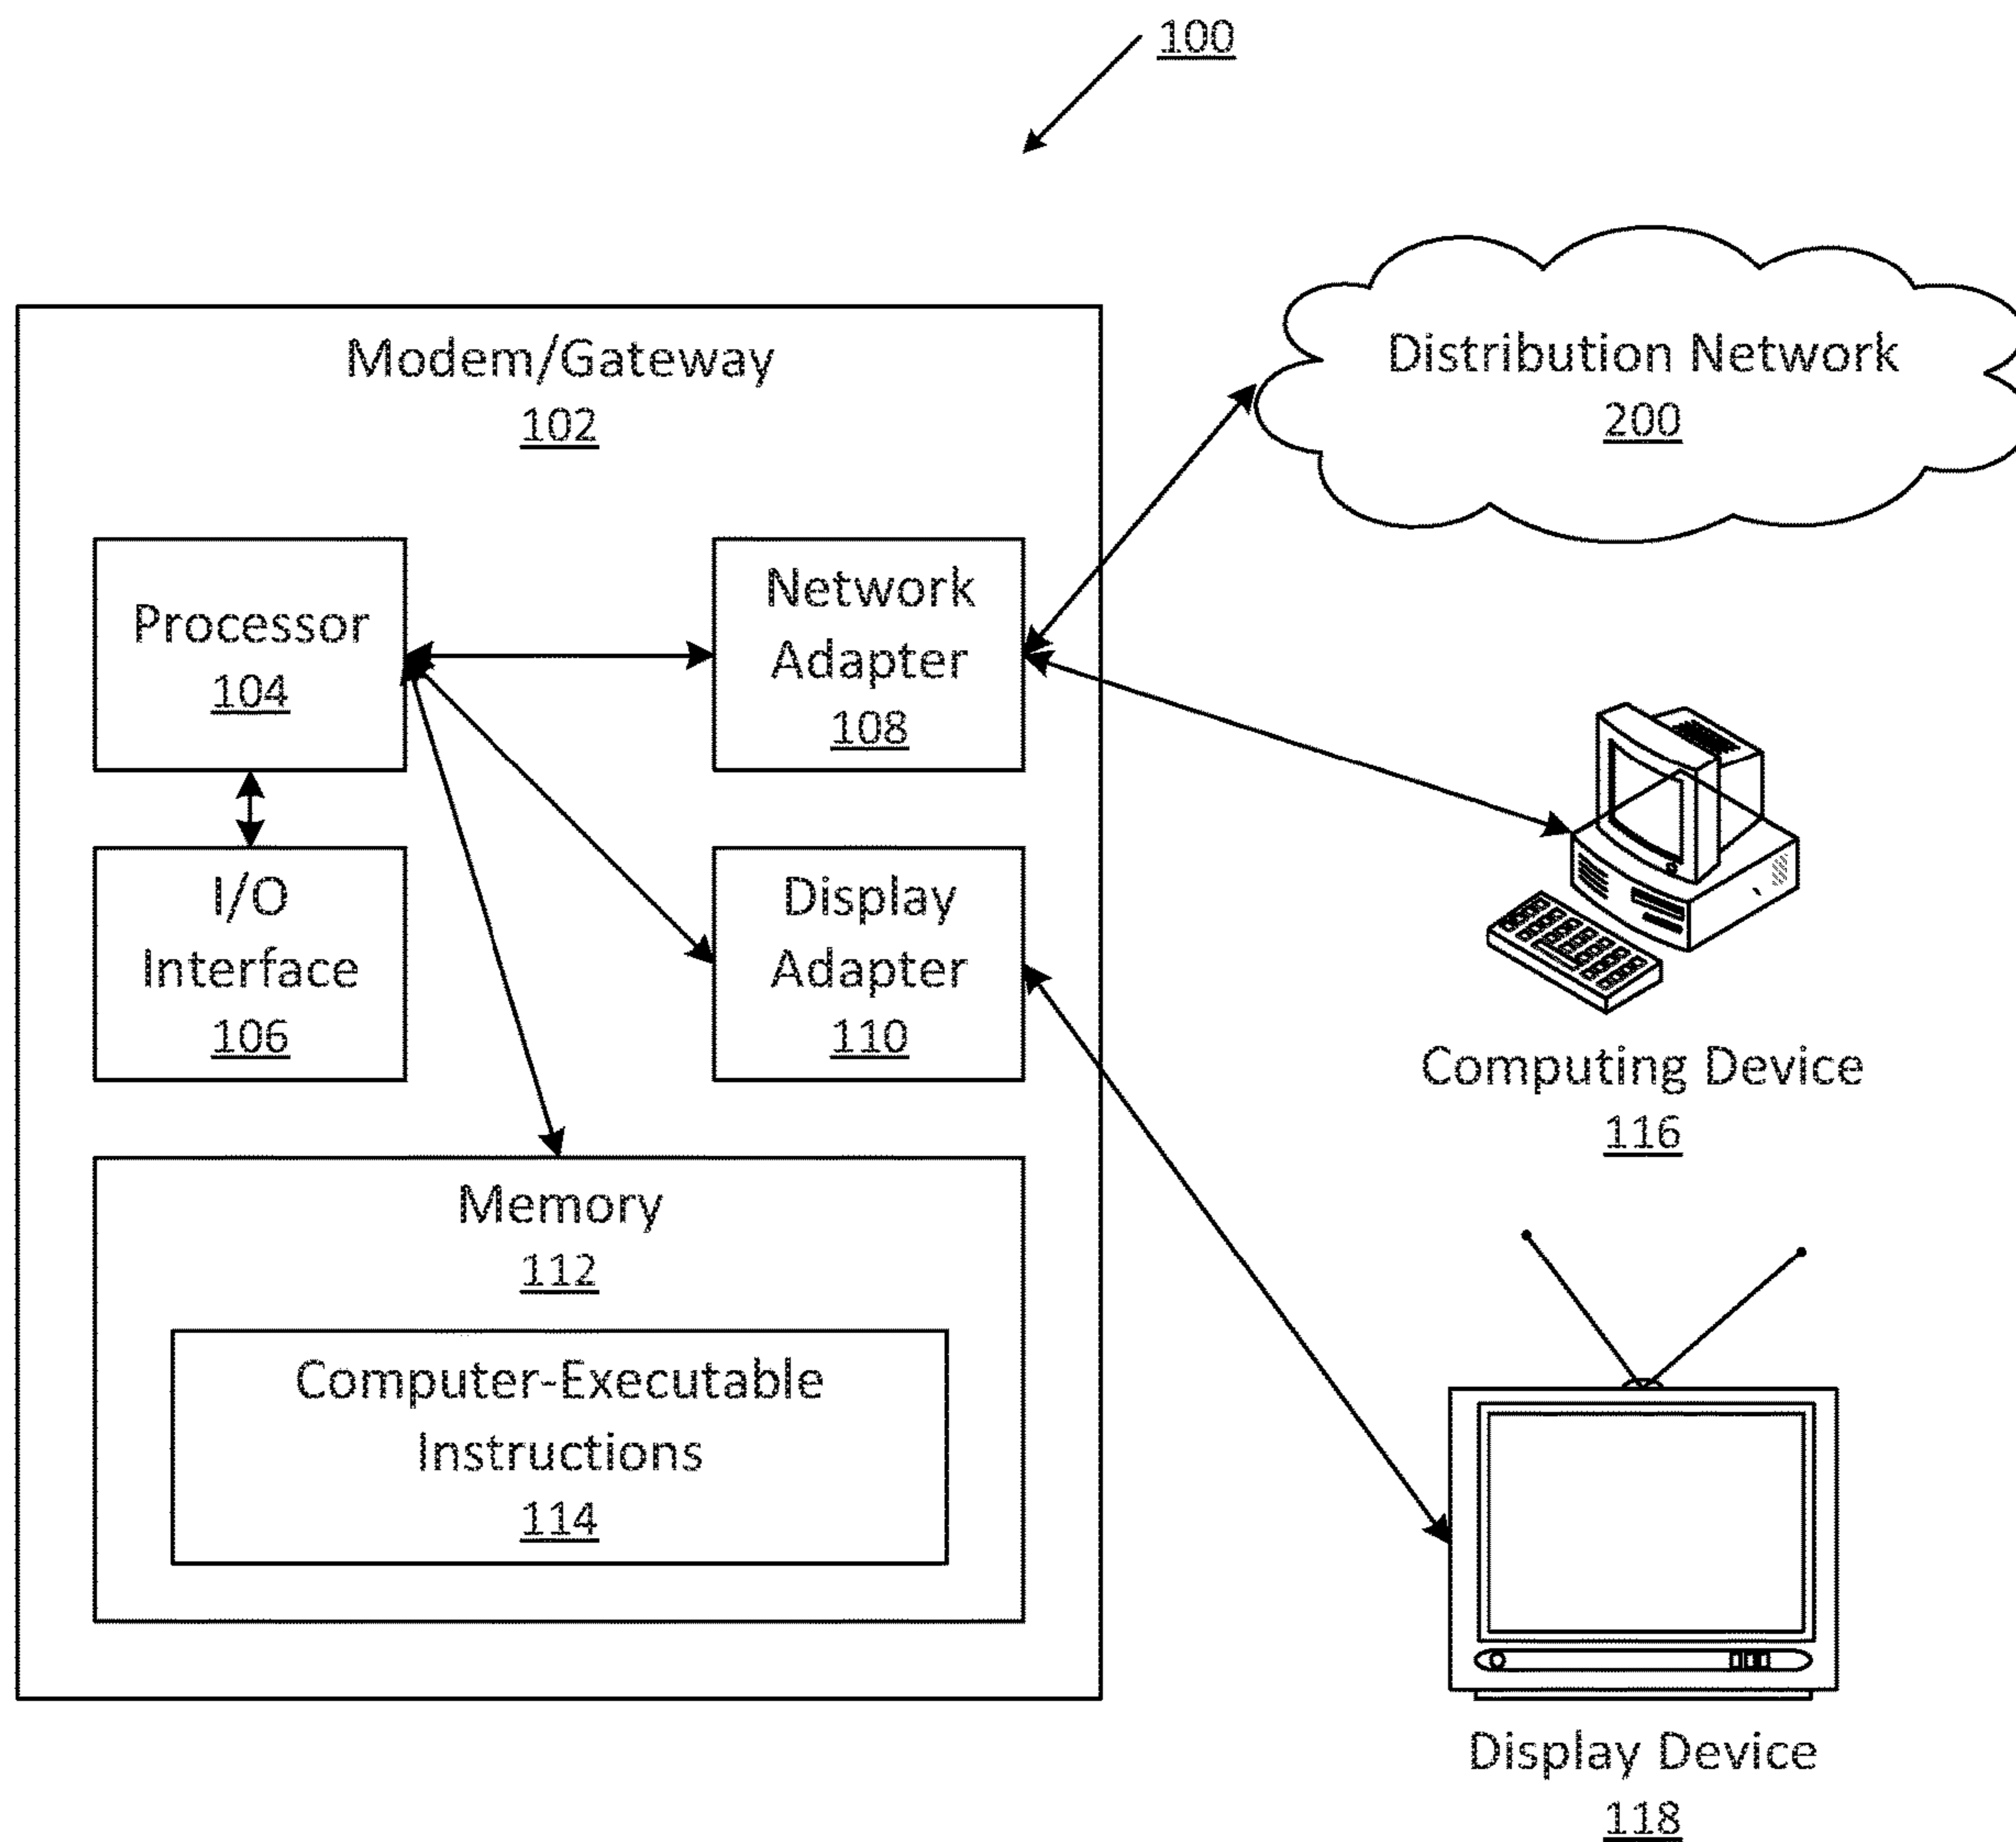 100
Modem/Gateway
102
Distribution Network
200
Processor
104
Network
Adapter
108
I/O
Interface
106
Display
Adapter
110
Computing Device
116
Memory
112
Computer-Executable
Instructions
114
Display Device
118